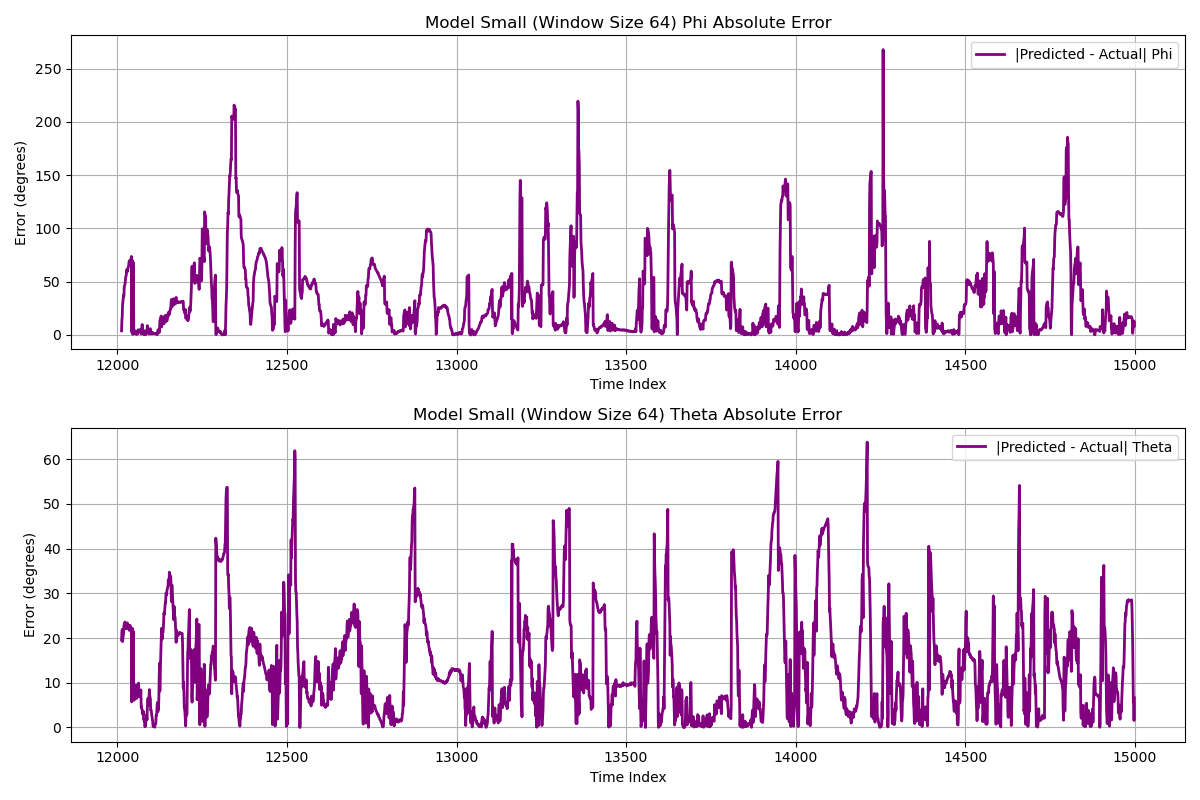 Model Small (Window Size 64) Phi Absolute Error
|Predicted - Actual| Phi
Error (degrees)
250
200
150
100
50
0
12000 12500 13000 13500 14000 14500 15000
Time Index
Model Small (Window Size 64) Theta Absolute Error
|Predicted - Actual| Theta
Error (degrees)
60
50
40
30
20
10
0
12000 12500 13000 13500 14000 14500 15000
Time Index